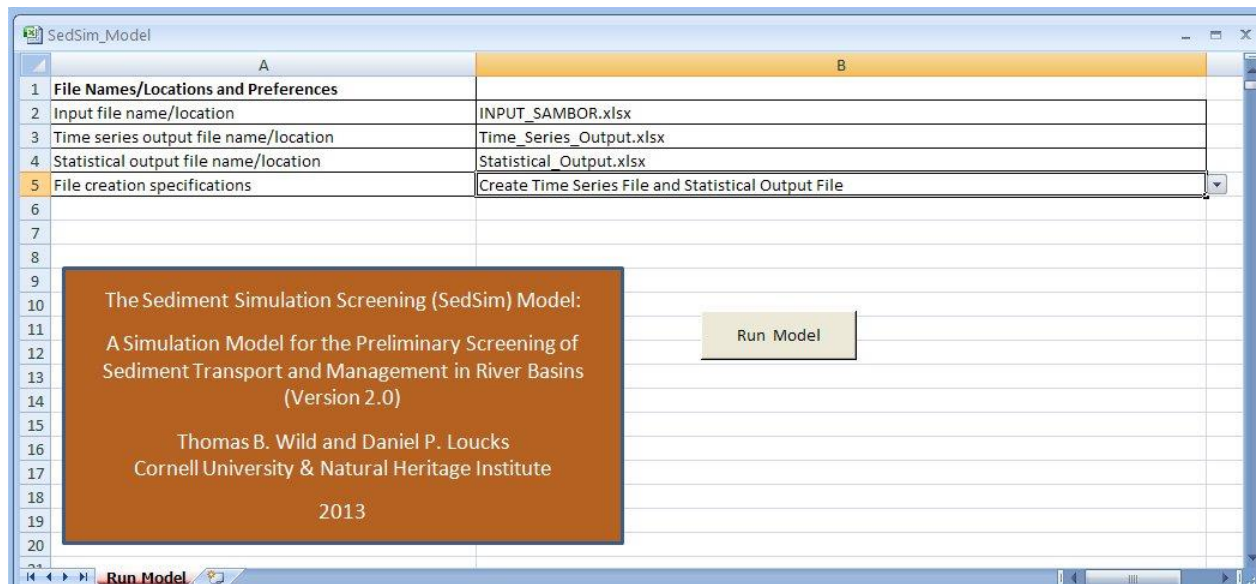 SedSim_Model
A B
1 File Names/Locations and Preferences
2 Input file name/location INPUT_SAMBOR.xlsx
3 Time series output file name/location Time_Series_Output.xlsx
4 Statistical output file name/location Statistical_Output.xlsx
5 File creation specifications Create Time Series File and Statistical Output File
6
7
8
9
10
11
12
13
14
15
16
17
18
19
20
21
The Sediment Simulation Screening (SedSim) Model:
A Simulation Model for the Preliminary Screening of
Sediment Transport and Management in River Basins
(Version 2.0)
Thomas B. Wild and Daniel P. Loucks
Cornell University & Natural Heritage Institute
2013
Run Model
Run Model